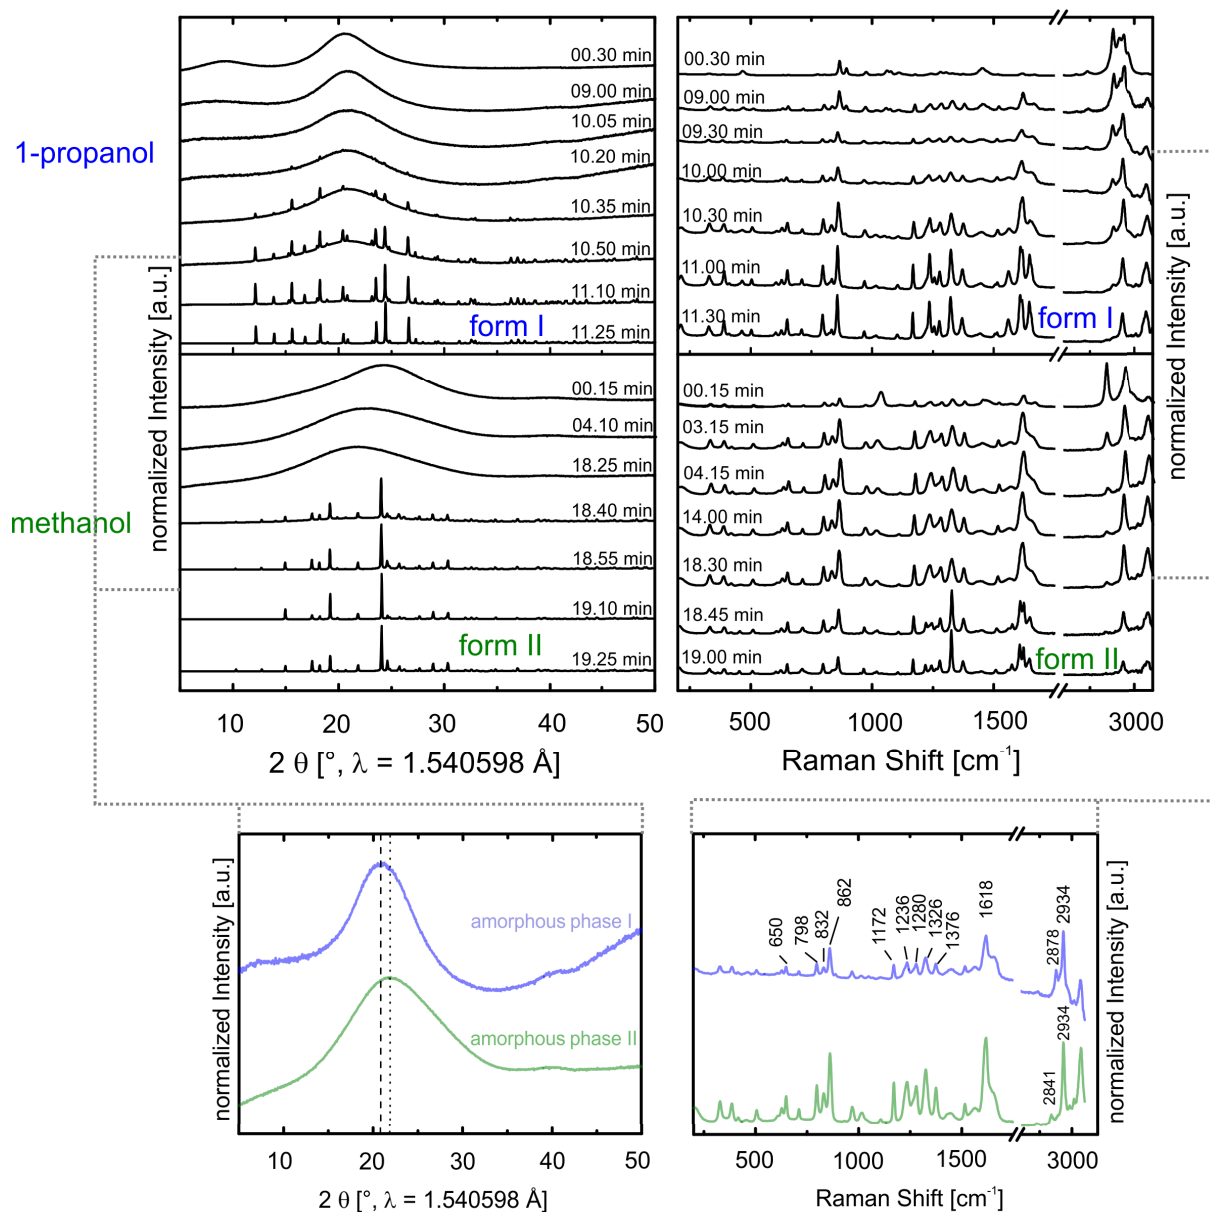 1-propanol
methanol
normalized Intensity [a.u.]
00.30 min
09.00 min
10.05 min
10.20 min
10.35 min
10.50 min
11.10 min
form I
11.25 min
00.15 min
04.10 min
18.25 min
18.40 min
18.55 min
19.10 min
form II
19.25 min
10 20 30 40 50
2 θ [°, λ = 1.540598 Å]
00.30 min
09.00 min
09.30 min
10.00 min
10.30 min
11.00 min
11.30 min
form I
00.15 min
03.15 min
04.15 min
14.00 min
18.30 min
18.45 min
19.00 min
form II
500 1000 1500 3000
Raman Shift [cm-1]
normalized Intensity [a.u.]
normalized Intensity [a.u.]
amorphous phase I
amorphous phase II
10 20 30 40 50
2 θ [°, λ = 1.540598 Å]
650
798
832
862
1172
1236
1280
1326
1376
1618
2878
2934
2841
2934
500 1000 1500 3000
Raman Shift [cm-1]
normalized Intensity [a.u.]